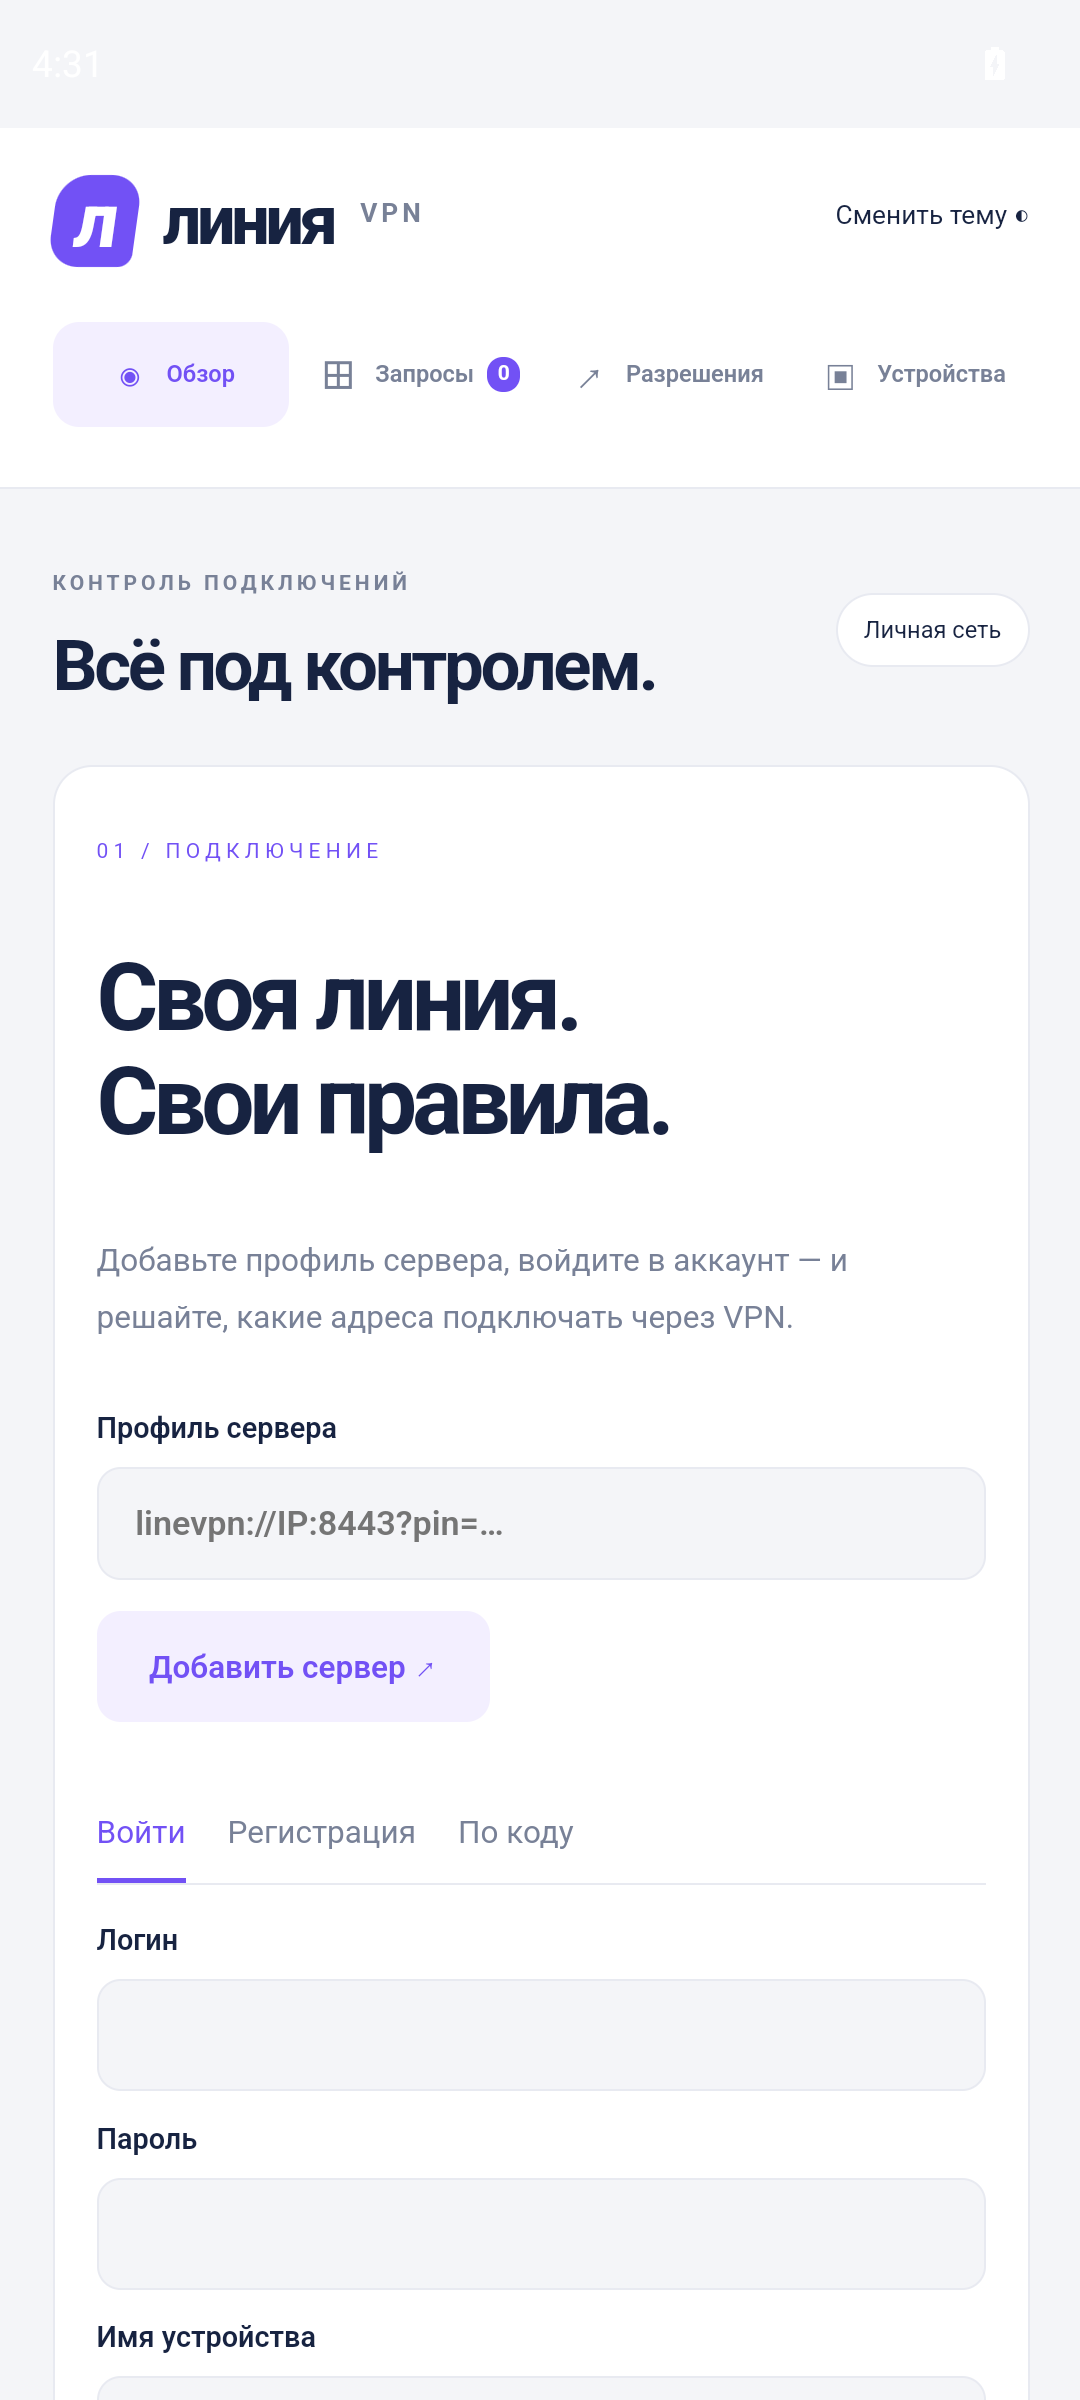 4:31
Л линия VPN
Сменить тему
Обзор
Запросы 0
Разрешения
Устройства
КОНТРОЛЬ ПОДКЛЮЧЕНИЙ
Всё под контролем.
Личная сеть
01 / ПОДКЛЮЧЕНИЕ
Своя линия.
Свои правила.
Добавьте профиль сервера, войдите в аккаунт — и
решайте, какие адреса подключать через VPN.
Профиль сервера
linevpn://IP:8443?pin=…
Добавить сервер ↗
Войти
Регистрация
По коду
Логин
Пароль
Имя устройства